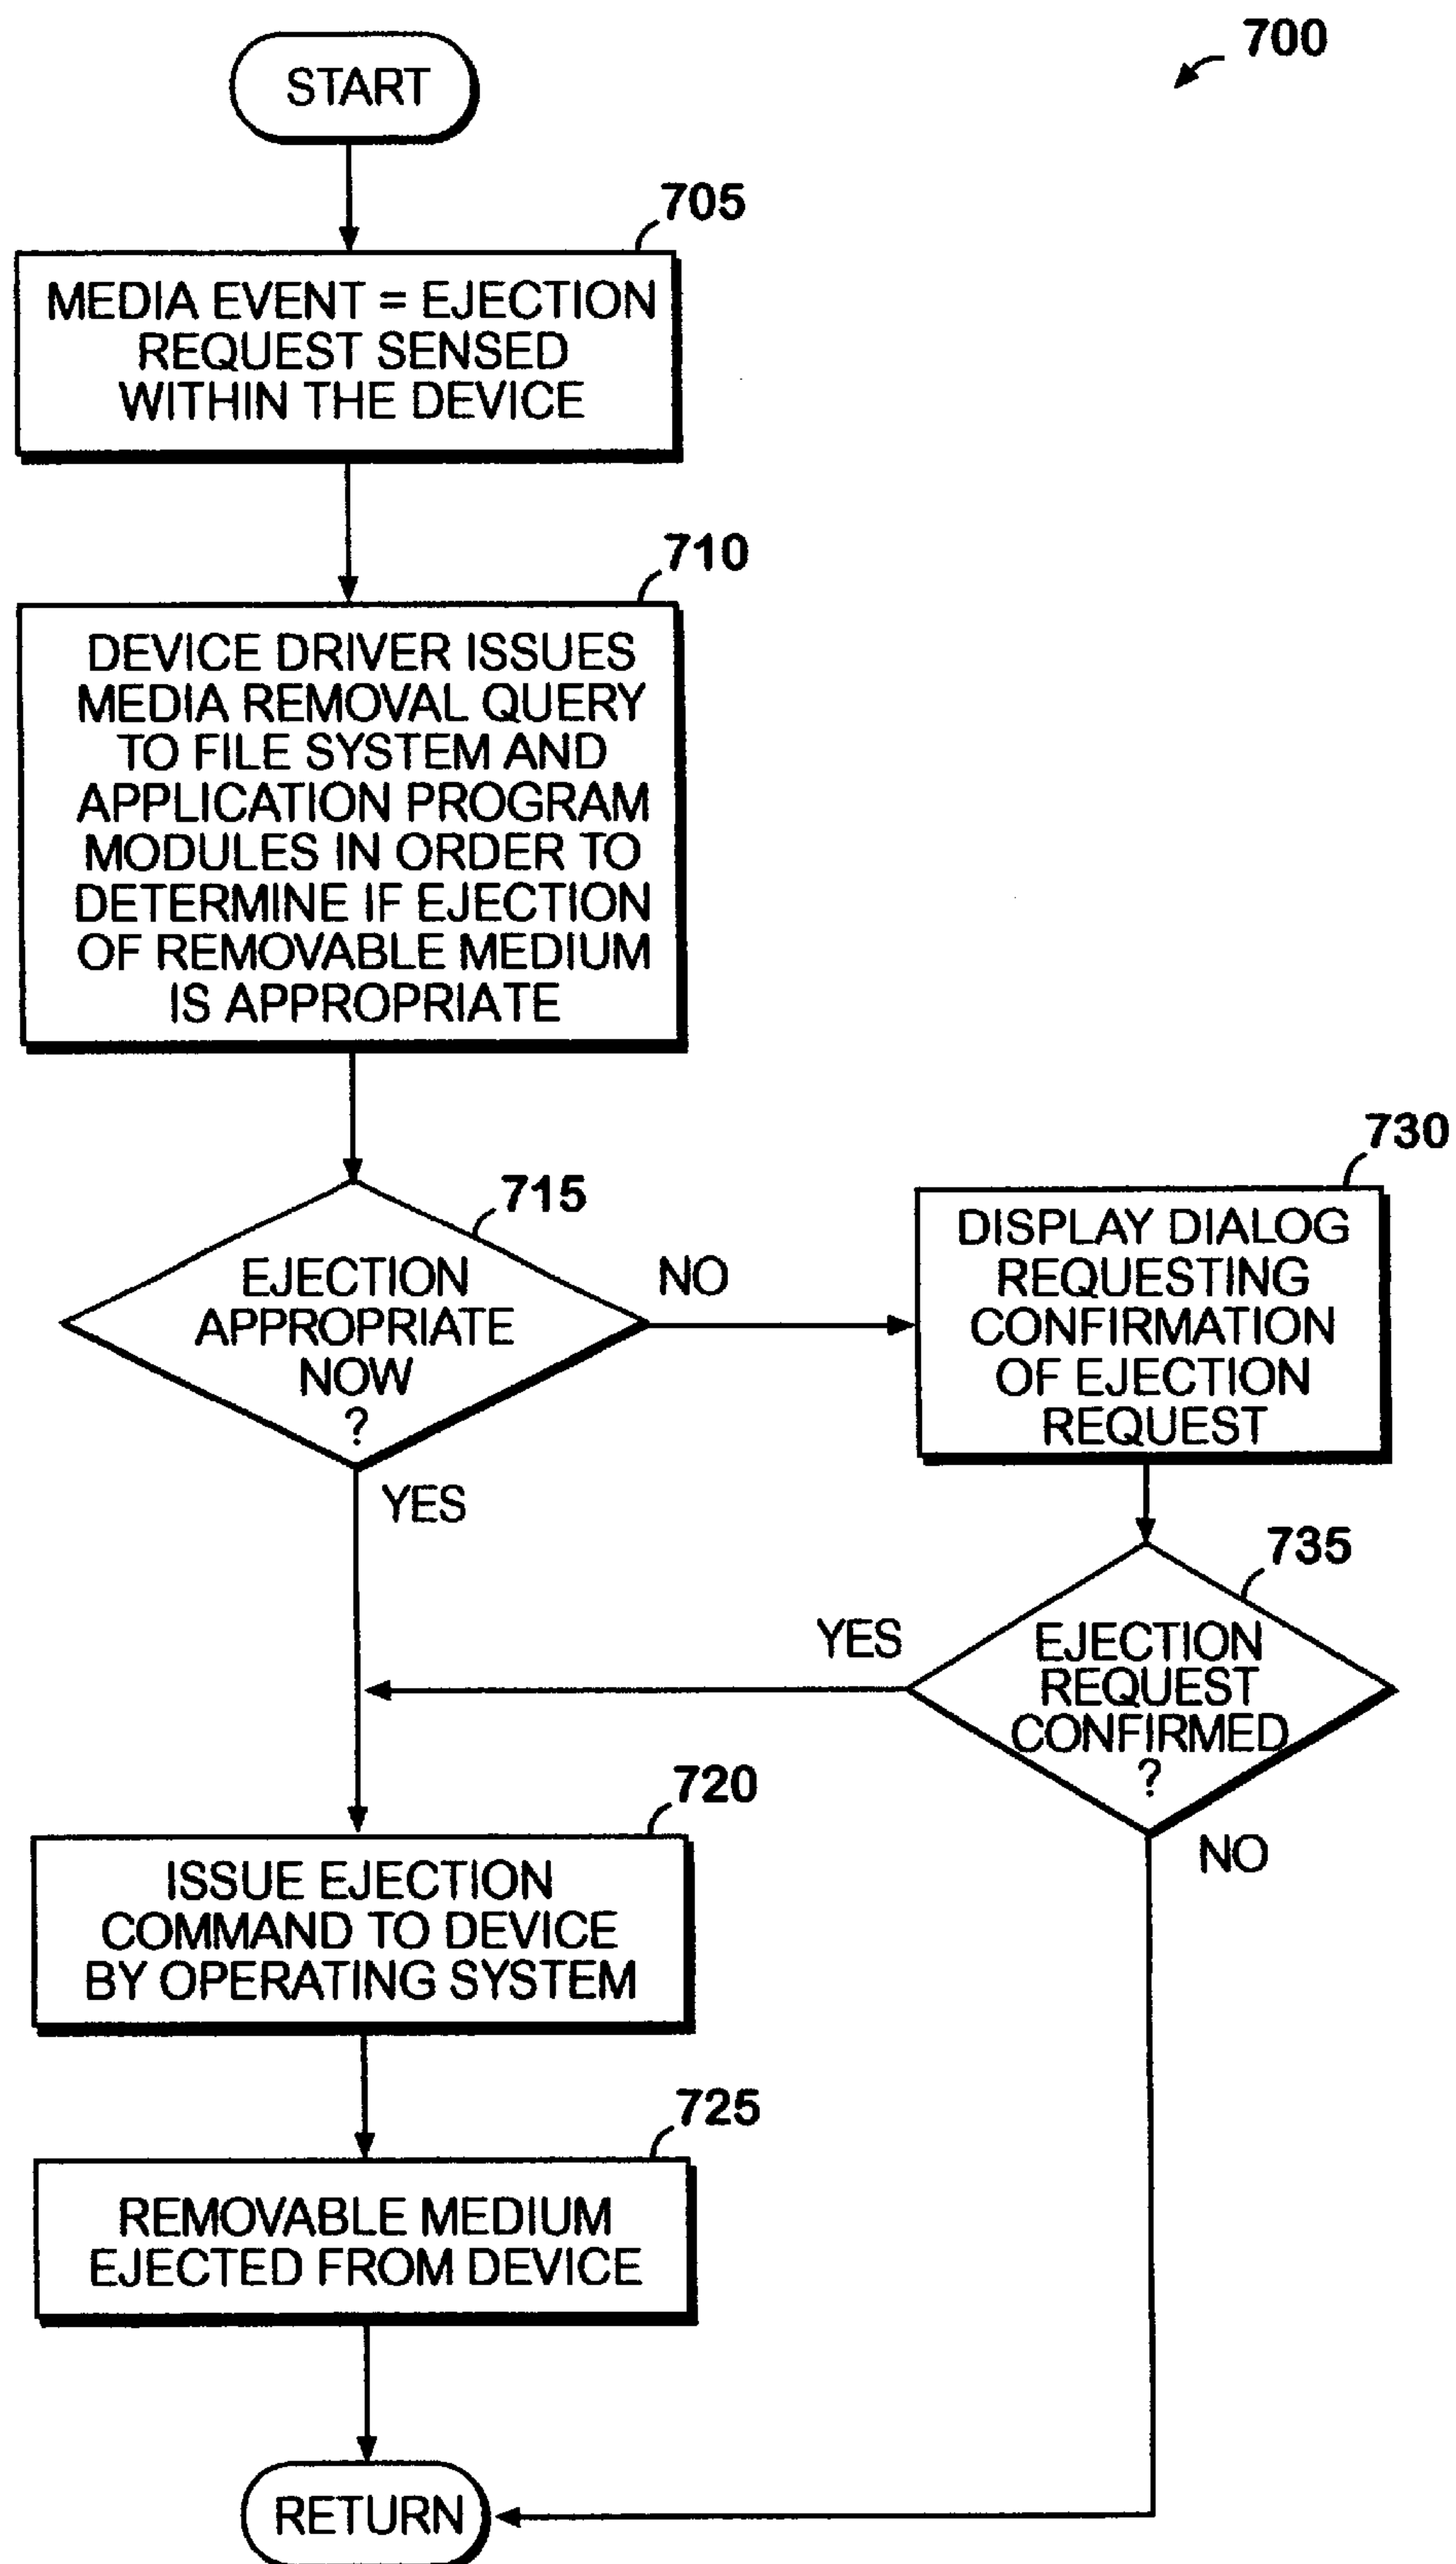 700
START
705
MEDIA EVENT = EJECTION
REQUEST SENSED
WITHIN THE DEVICE
710
DEVICE DRIVER ISSUES
MEDIA REMOVAL QUERY
TO FILE SYSTEM AND
APPLICATION PROGRAM
MODULES IN ORDER TO
DETERMINE IF EJECTION
OF REMOVABLE MEDIUM
IS APPROPRIATE
715
EJECTION
APPROPRIATE
NOW
?
NO
YES
730
DISPLAY DIALOG
REQUESTING
CONFIRMATION
OF EJECTION
REQUEST
735
EJECTION
REQUEST
CONFIRMED
?
YES
NO
720
ISSUE EJECTION
COMMAND TO DEVICE
BY OPERATING SYSTEM
725
REMOVABLE MEDIUM
EJECTED FROM DEVICE
RETURN